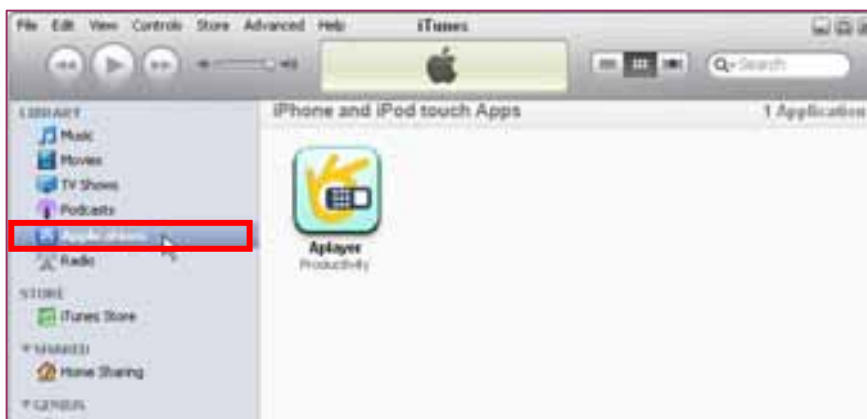 File Edit View Controls Store Advanced Help iTunes
Search
LIBRARY
Music
Movies
TV Shows
Podcasts
Applications
Radio
STORE
iTunes Store
SHARED
Home Sharing
GENIUS
iPhone and iPod touch Apps 1 Application
Aplayer
Productivity